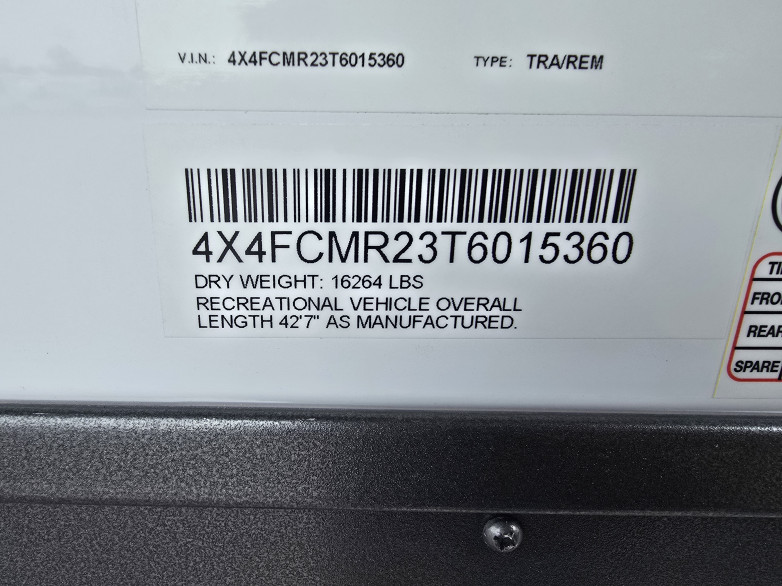 V.I.N.: 4X4FCMR23T6015360 TYPE: TRA/REM
4X4FCMR23T6015360
DRY WEIGHT: 16264 LBS
RECREATIONAL VEHICLE OVERALL
LENGTH 42'7" AS MANUFACTURED.
TI
FRO
REAR
SPARE